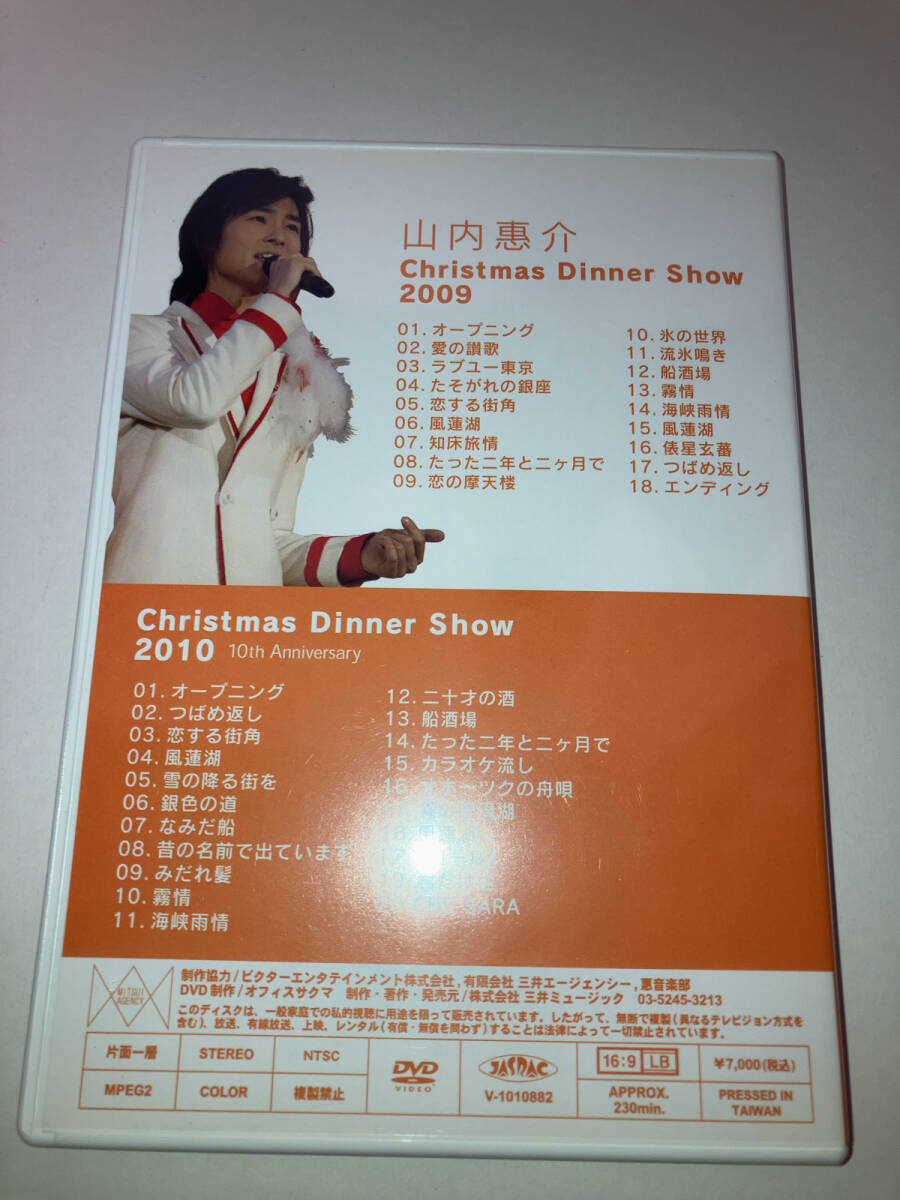 山内惠介
Christmas Dinner Show
2009
01.オープニング
02.愛の讃歌
03.ラブユー東京
04.たそがれの銀座
05.恋する街角
06.風蓮湖
07.知床旅情
08.たった二年と二ヶ月で
09.恋の摩天楼
10.氷の世界
11.流氷鳴き
12.船酒場
13.霧情
14.海峡雨情
15.風蓮湖
16.俵星玄蕃
17.つばめ返し
18.エンディング
Christmas Dinner Show
2010 10th Anniversary
01.オープニング
02.つばめ返し
03.恋する街角
04.風蓮湖
05.雪の降る街を
06.銀色の道
07.なみだ船
08.昔の名前で出ています
09.みだれ髪
10.霧情
11.海峡雨情
12.二十才の酒
13.船酒場
14.たった二年と二ヶ月で
15.カラオケ流し
16.オホーツクの舟唄
湖
SARA
MITSUI
AGENCY
制作協力/ビクターエンタテインメント株式会社,有限会社 三井エージェンシー,惠音楽部
DVD制作/オフィスサクマ 制作・著作・発売元/株式会社 三井ミュージック 03-5245-3213
このディスクは、一般家庭での私的視聴に用途を限って販売されています。したがって、無断で複製(異なるテレビジョン方式を
含む)、放送、有線放送、上映、レンタル(有償・無償を問わず)することは法律によって一切禁止されています。
片面一層 STEREO NTSC DVD VIDEO JASRAC 16:9 LB ¥7,000(税込)
MPEG2 COLOR 複製禁止 V-1010882 APPROX. 230min. PRESSED IN TAIWAN